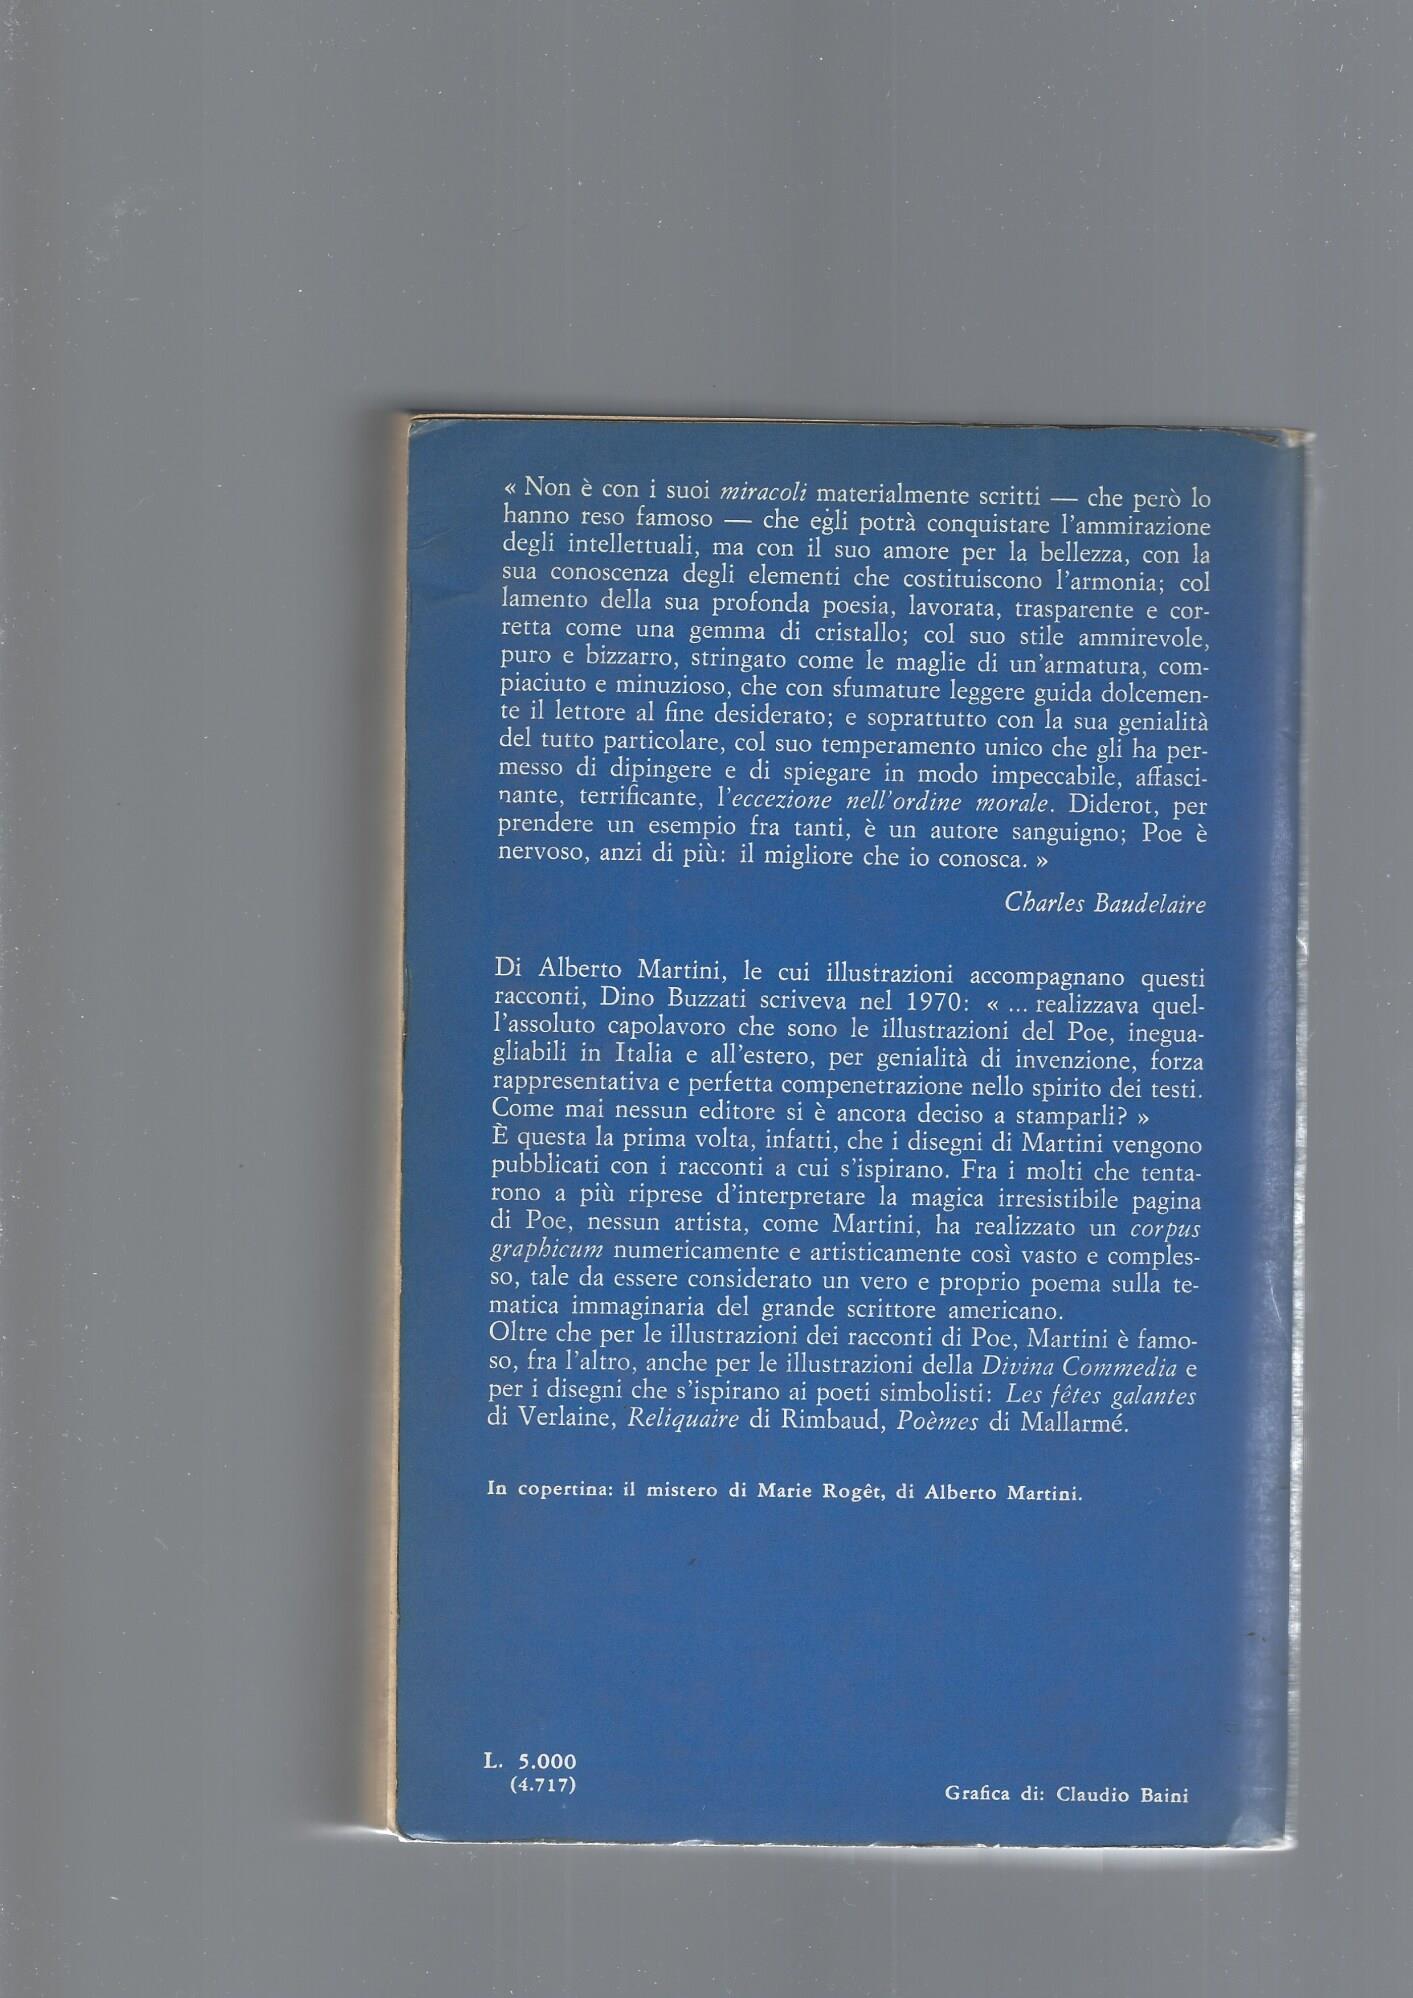 « Non è con i suoi miracoli materialmente scritti — che però lo
hanno reso famoso — che egli potrà conquistare l'ammirazione
degli intellettuali, ma con il suo amore per la bellezza, con la
sua conoscenza degli elementi che costituiscono l'armonia; col
lamento della sua profonda poesia, lavorata, trasparente e cor-
retta come una gemma di cristallo; col suo stile ammirevole,
puro e bizzarro, stringato come le maglie di un'armatura, com-
piaciuto e minuzioso, che con sfumature leggere guida dolcemen-
te il lettore al fine desiderato; e soprattutto con la sua genialità
del tutto particolare, col suo temperamento unico che gli ha per-
messo di dipingere e di spiegare in modo impeccabile, affasci-
nante, terrificante, l'eccezione nell'ordine morale. Diderot, per
prendere un esempio fra tanti, è un autore sanguigno; Poe è
nervoso, anzi di più: il migliore che io conosca. »
Charles Baudelaire
Di Alberto Martini, le cui illustrazioni accompagnano questi
racconti, Dino Buzzati scriveva nel 1970: « ... realizzava quel-
l'assoluto capolavoro che sono le illustrazioni del Poe, inegua-
gliabili in Italia e all'estero, per genialità di invenzione, forza
rappresentativa e perfetta compenetrazione nello spirito dei testi.
Come mai nessun editore si è ancora deciso a stamparli? »
È questa la prima volta, infatti, che i disegni di Martini vengono
pubblicati con i racconti a cui s'ispirano. Fra i molti che tenta-
rono a più riprese d'interpretare la magica irresistibile pagina
di Poe, nessun artista, come Martini, ha realizzato un corpus
graphicum numericamente e artisticamente così vasto e comples-
so, tale da essere considerato un vero e proprio poema sulla te-
matica immaginaria del grande scrittore americano.
Oltre che per le illustrazioni dei racconti di Poe, Martini è famo-
so, fra l'altro, anche per le illustrazioni della Divina Commedia e
per i disegni che s'ispirano ai poeti simbolisti: Les fêtes galantes
di Verlaine, Reliquaire di Rimbaud, Poèmes di Mallarmé.
In copertina: il mistero di Marie Rogêt, di Alberto Martini.
L. 5.000
(4.717)
Grafica di: Claudio Baini